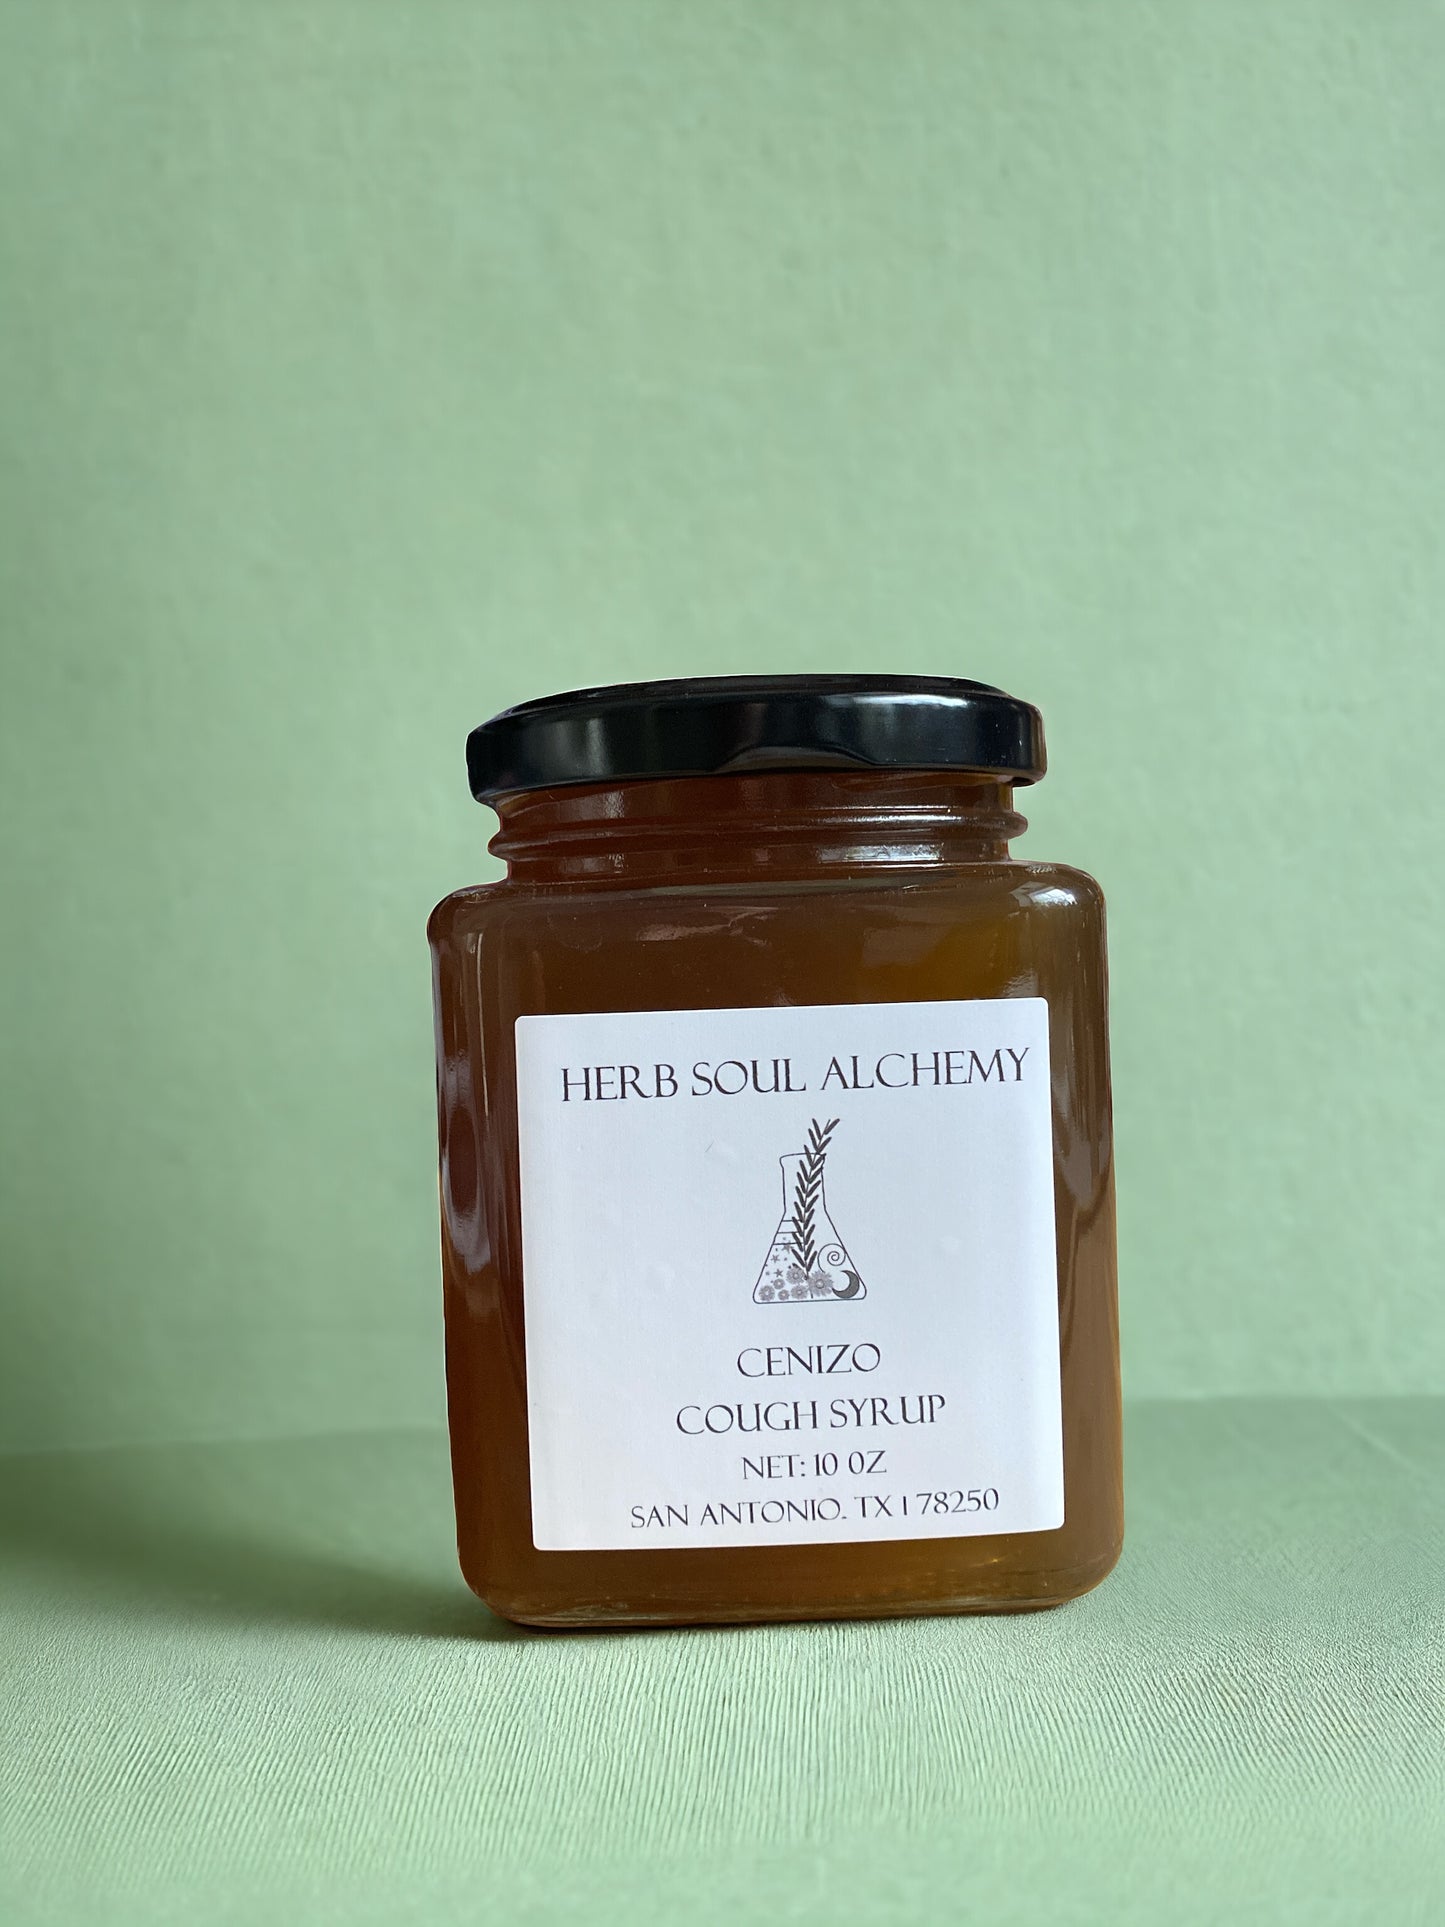 HERB SOUL ALCHEMY
CENIZO
COUGH SYRUP
NET: 10 OZ
SAN ANTONIO, TX | 78250